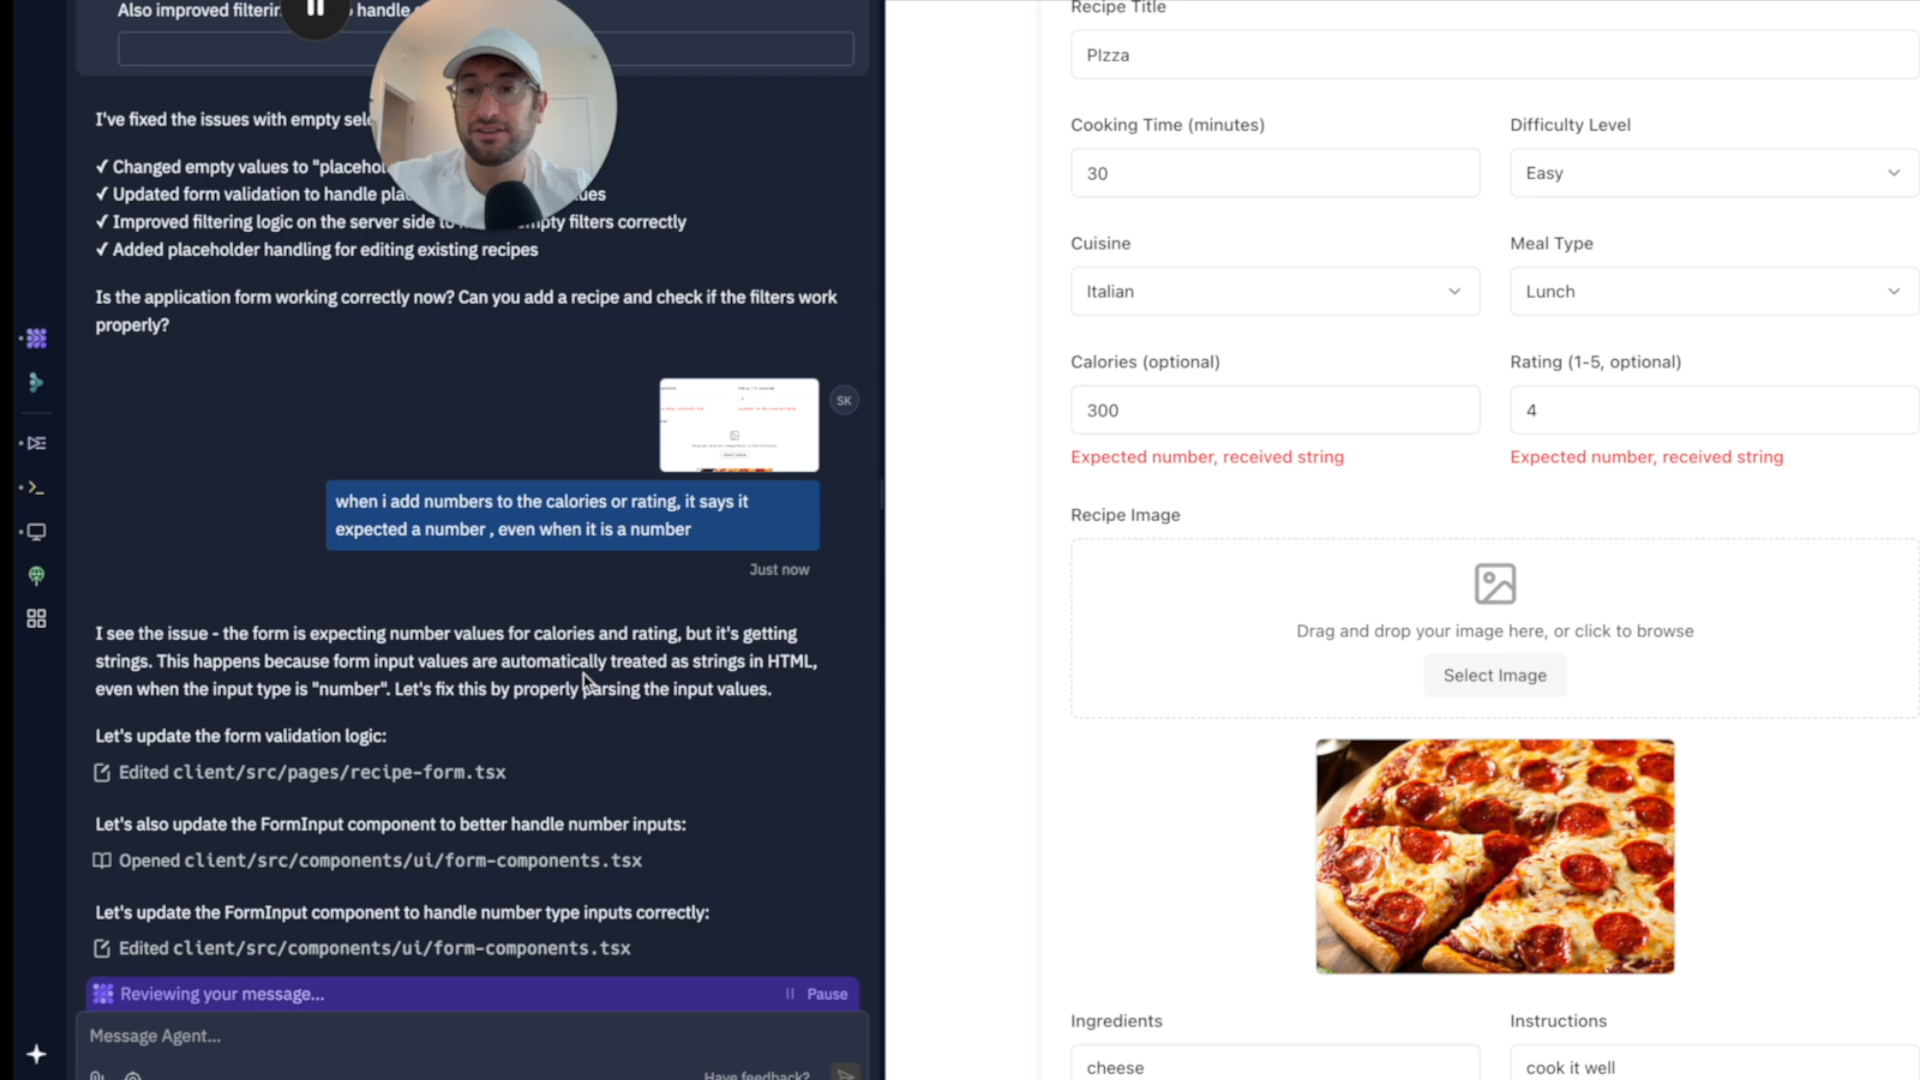 Also improved filterin
handle
I've fixed the issues with empty sele
✓ Changed empty values to "placehol
✓ Updated form validation to handle pla
ues
✓ Improved filtering logic on the server side to
mpty filters correctly
✓ Added placeholder handling for editing existing recipes
Is the application form working correctly now? Can you add a recipe and check if the filters work
properly?
SK
when i add numbers to the calories or rating, it says it
expected a number , even when it is a number
Just now
I see the issue - the form is expecting number values for calories and rating, but it's getting
strings. This happens because form input values are automatically treated as strings in HTML,
even when the input type is "number". Let's fix this by properly parsing the input values.
Let's update the form validation logic:
Edited client/src/pages/recipe-form.tsx
Let's also update the FormInput component to better handle number inputs:
Opened client/src/components/ui/form-components.tsx
Let's update the FormInput component to handle number type inputs correctly:
Edited client/src/components/ui/form-components.tsx
Reviewing your message...
Pause
Message Agent...
Have feedback?
Recipe Title
PIzza
Cooking Time (minutes)
Difficulty Level
30
Easy
Cuisine
Meal Type
Italian
Lunch
Calories (optional)
Rating (1-5, optional)
300
4
Expected number, received string
Expected number, received string
Recipe Image
Drag and drop your image here, or click to browse
Select Image
Ingredients
Instructions
cheese
cook it well